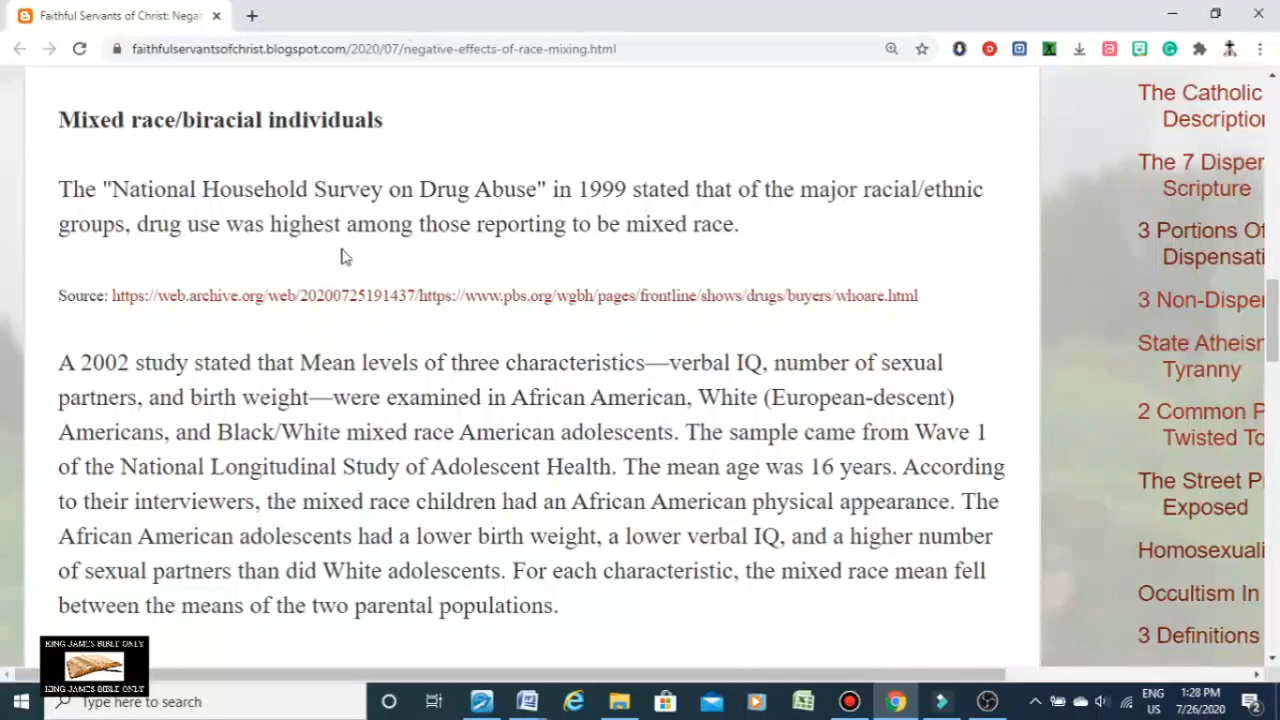 Faithful Servants of Christ: Nega
faithfulservantsofchrist.blogspot.com/2020/07/negative-effects-of-race-mixing.html
Mixed race/biracial individuals
The "National Household Survey on Drug Abuse" in 1999 stated that of the major racial/ethnic
groups, drug use was highest among those reporting to be mixed race.
Source: https://web.archive.org/web/20200725191437/https://www.pbs.org/wgbh/pages/frontline/shows/drugs/buyers/whoare.html
A 2002 study stated that Mean levels of three characteristics—verbal IQ, number of sexual
partners, and birth weight—were examined in African American, White (European-descent)
Americans, and Black/White mixed race American adolescents. The sample came from Wave 1
of the National Longitudinal Study of Adolescent Health. The mean age was 16 years. According
to their interviewers, the mixed race children had an African American physical appearance. The
African American adolescents had a lower birth weight, a lower verbal IQ, and a higher number
of sexual partners than did White adolescents. For each characteristic, the mixed race mean fell
between the means of the two parental populations.
The Catholic
Description
The 7 Disper
Scripture
3 Portions Of
Dispensati
3 Non-Disper
State Atheism
Tyranny
2 Common P
Twisted To
The Street P
Exposed
Homosexuali
Occultism In
3 Definitions
KING JAMES BIBLE ONLY
KING JAMES BIBLE ONLY
Type here to search
ENG
US
1:28 PM
7/26/2020
2